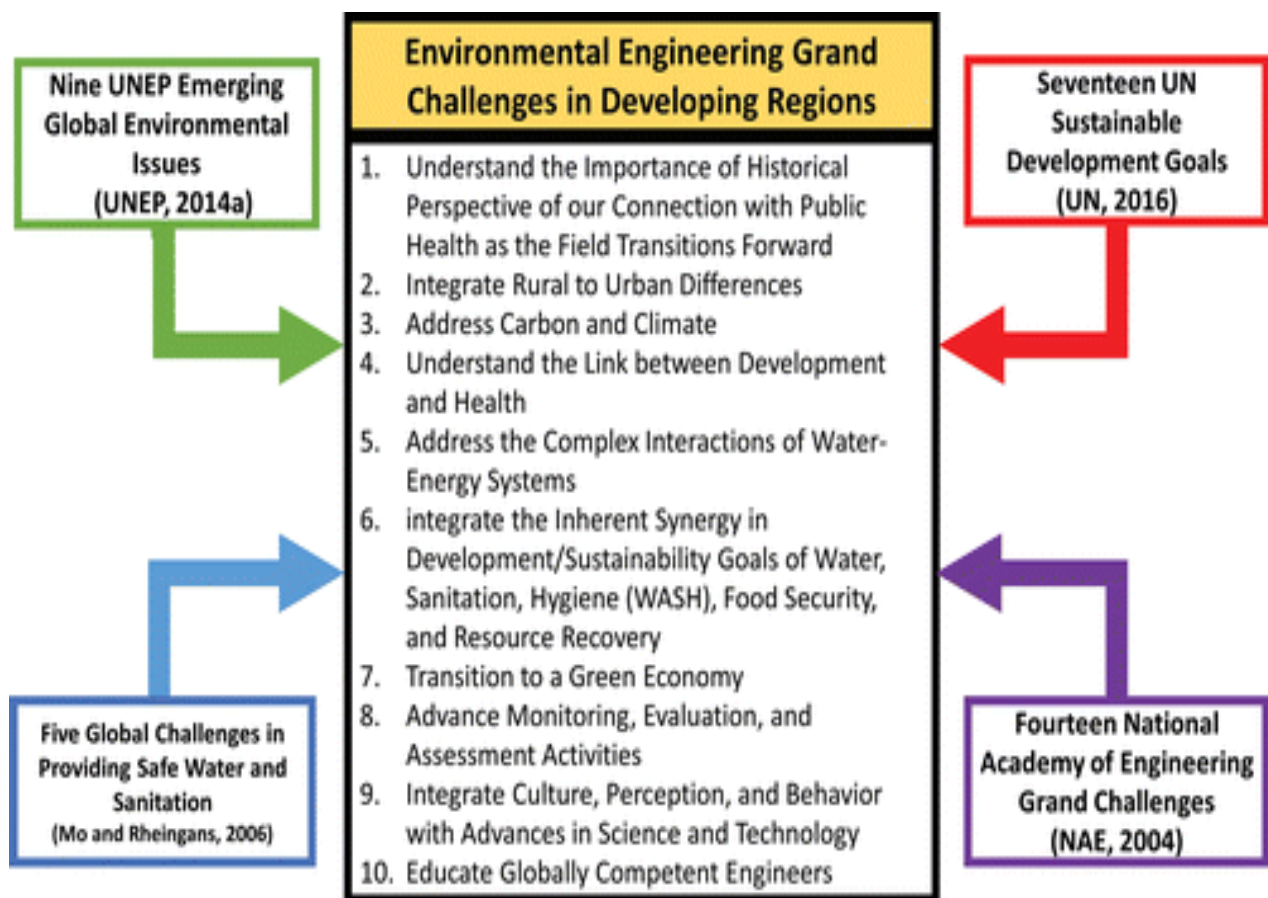 Nine UNEP Emerging
Global Environmental
Issues
(UNEP, 2014a)
Five Global Challenges in
Providing Safe Water and
Sanitation
(Mo and Rheingans, 2006)
Environmental Engineering Grand
Challenges in Developing Regions
1. Understand the Importance of Historical
Perspective of our Connection with Public
Health as the Field Transitions Forward
2. Integrate Rural to Urban Differences
3. Address Carbon and Climate
4. Understand the Link between Development
and Health
5. Address the Complex Interactions of Water-
Energy Systems
6. integrate the Inherent Synergy in
Development/Sustainability Goals of Water,
Sanitation, Hygiene (WASH), Food Security,
and Resource Recovery
7. Transition to a Green Economy
8. Advance Monitoring, Evaluation, and
Assessment Activities
9. Integrate Culture, Perception, and Behavior
with Advances in Science and Technology
10. Educate Globally Competent Engineers
Seventeen UN
Sustainable
Development Goals
(UN, 2016)
Fourteen National
Academy of Engineering
Grand Challenges
(NAE, 2004)